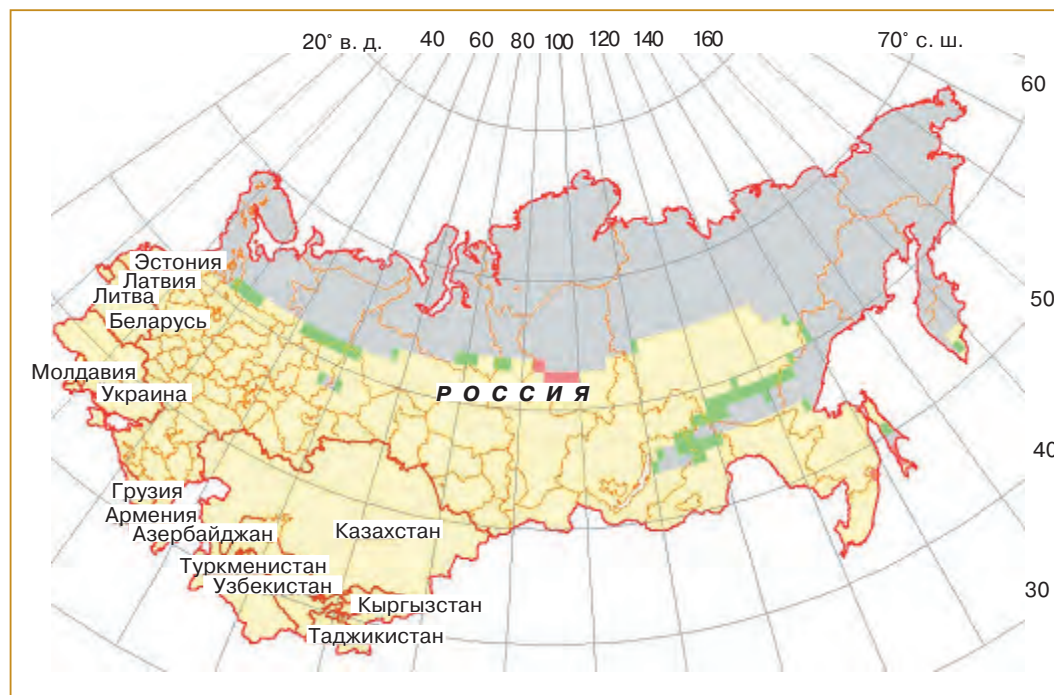 20° в. д. 40 60 80 100 120 140 160 70° с. ш.
60
50
40
30
Эстония
Латвия
Литва
Беларусь
Молдавия
Украина
РОССИЯ
Грузия
Армения
Азербайджан
Казахстан
Туркменистан
Узбекистан
Кыргызстан
Таджикистан